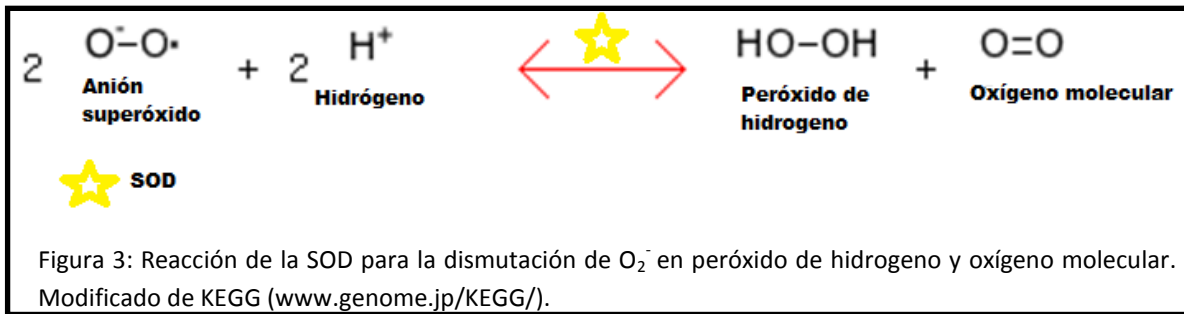 2 O⁻–O· + 2 H⁺ HO–OH + O=O
Anión superóxido
Hidrógeno
Peróxido de hidrogeno
Oxígeno molecular
SOD
Figura 3: Reacción de la SOD para la dismutación de O₂⁻ en peróxido de hidrogeno y oxígeno molecular.
Modificado de KEGG (www.genome.jp/KEGG/).